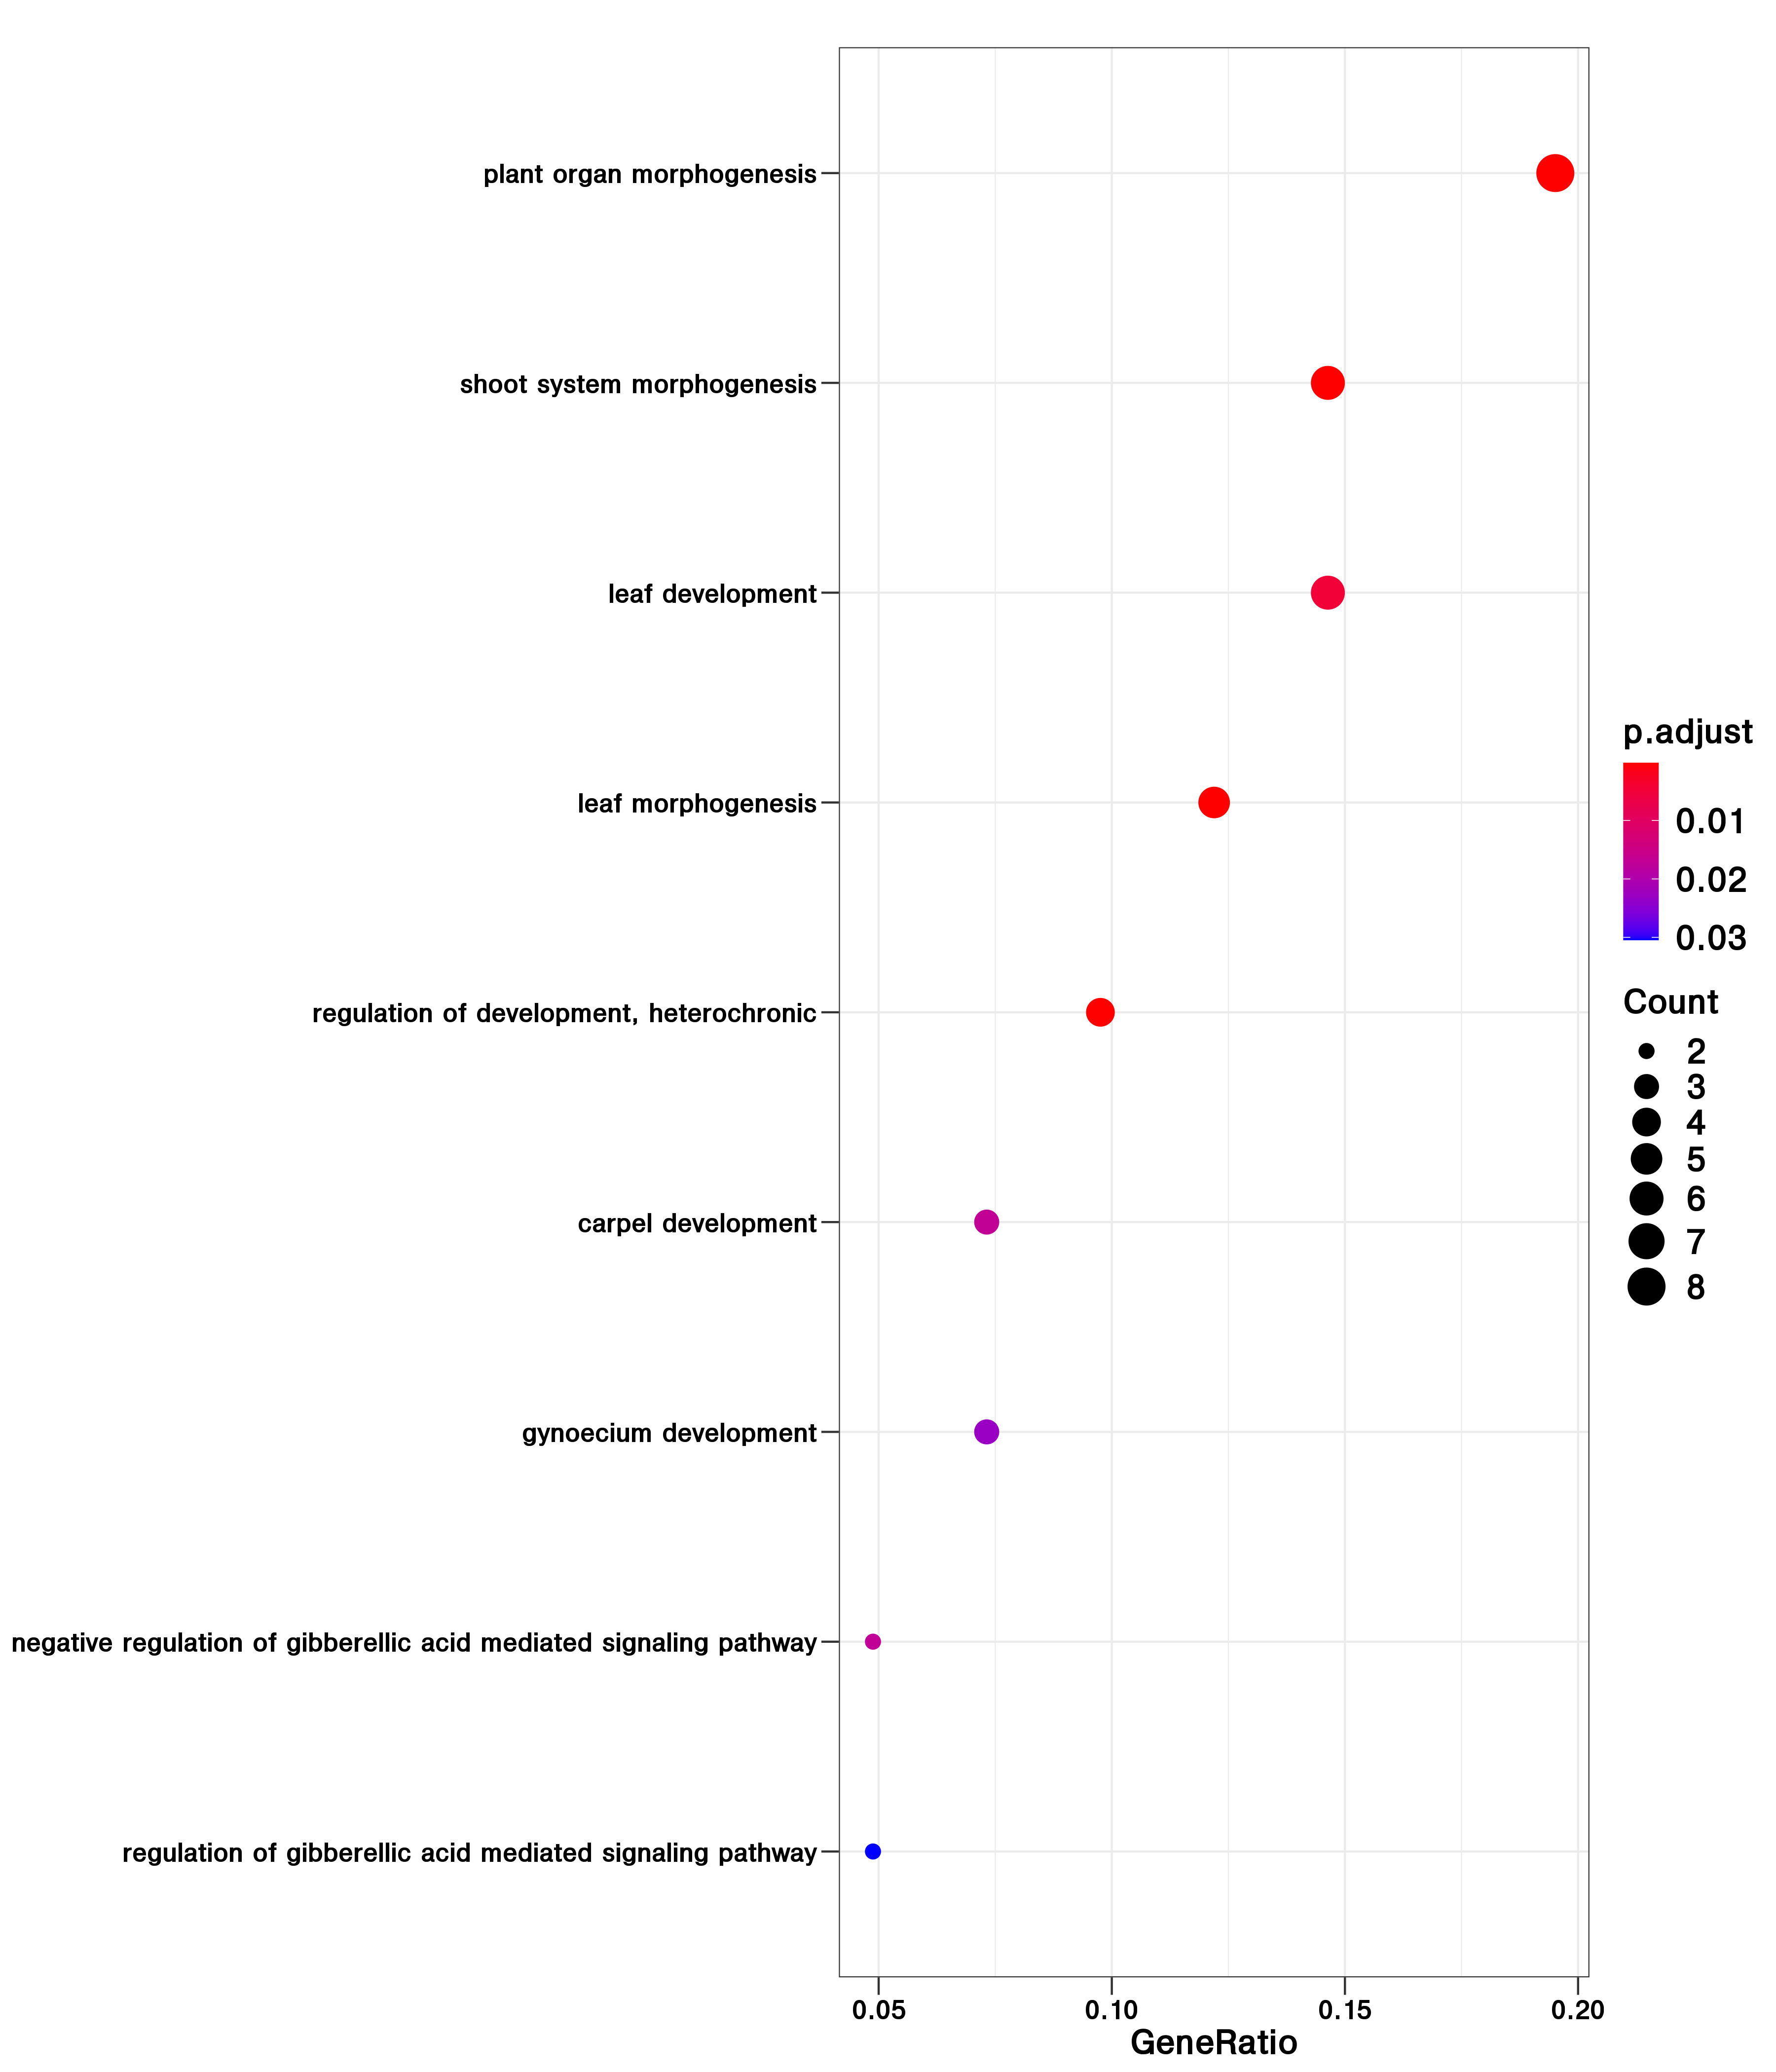 plant organ morphogenesis
shoot system morphogenesis
leaf development
leaf morphogenesis
regulation of development, heterochronic
carpel development
gynoecium development
negative regulation of gibberellic acid mediated signaling pathway
regulation of gibberellic acid mediated signaling pathway
0.05 0.10 0.15 0.20
GeneRatio
p.adjust
0.01
0.02
0.03
Count
2
3
4
5
6
7
8